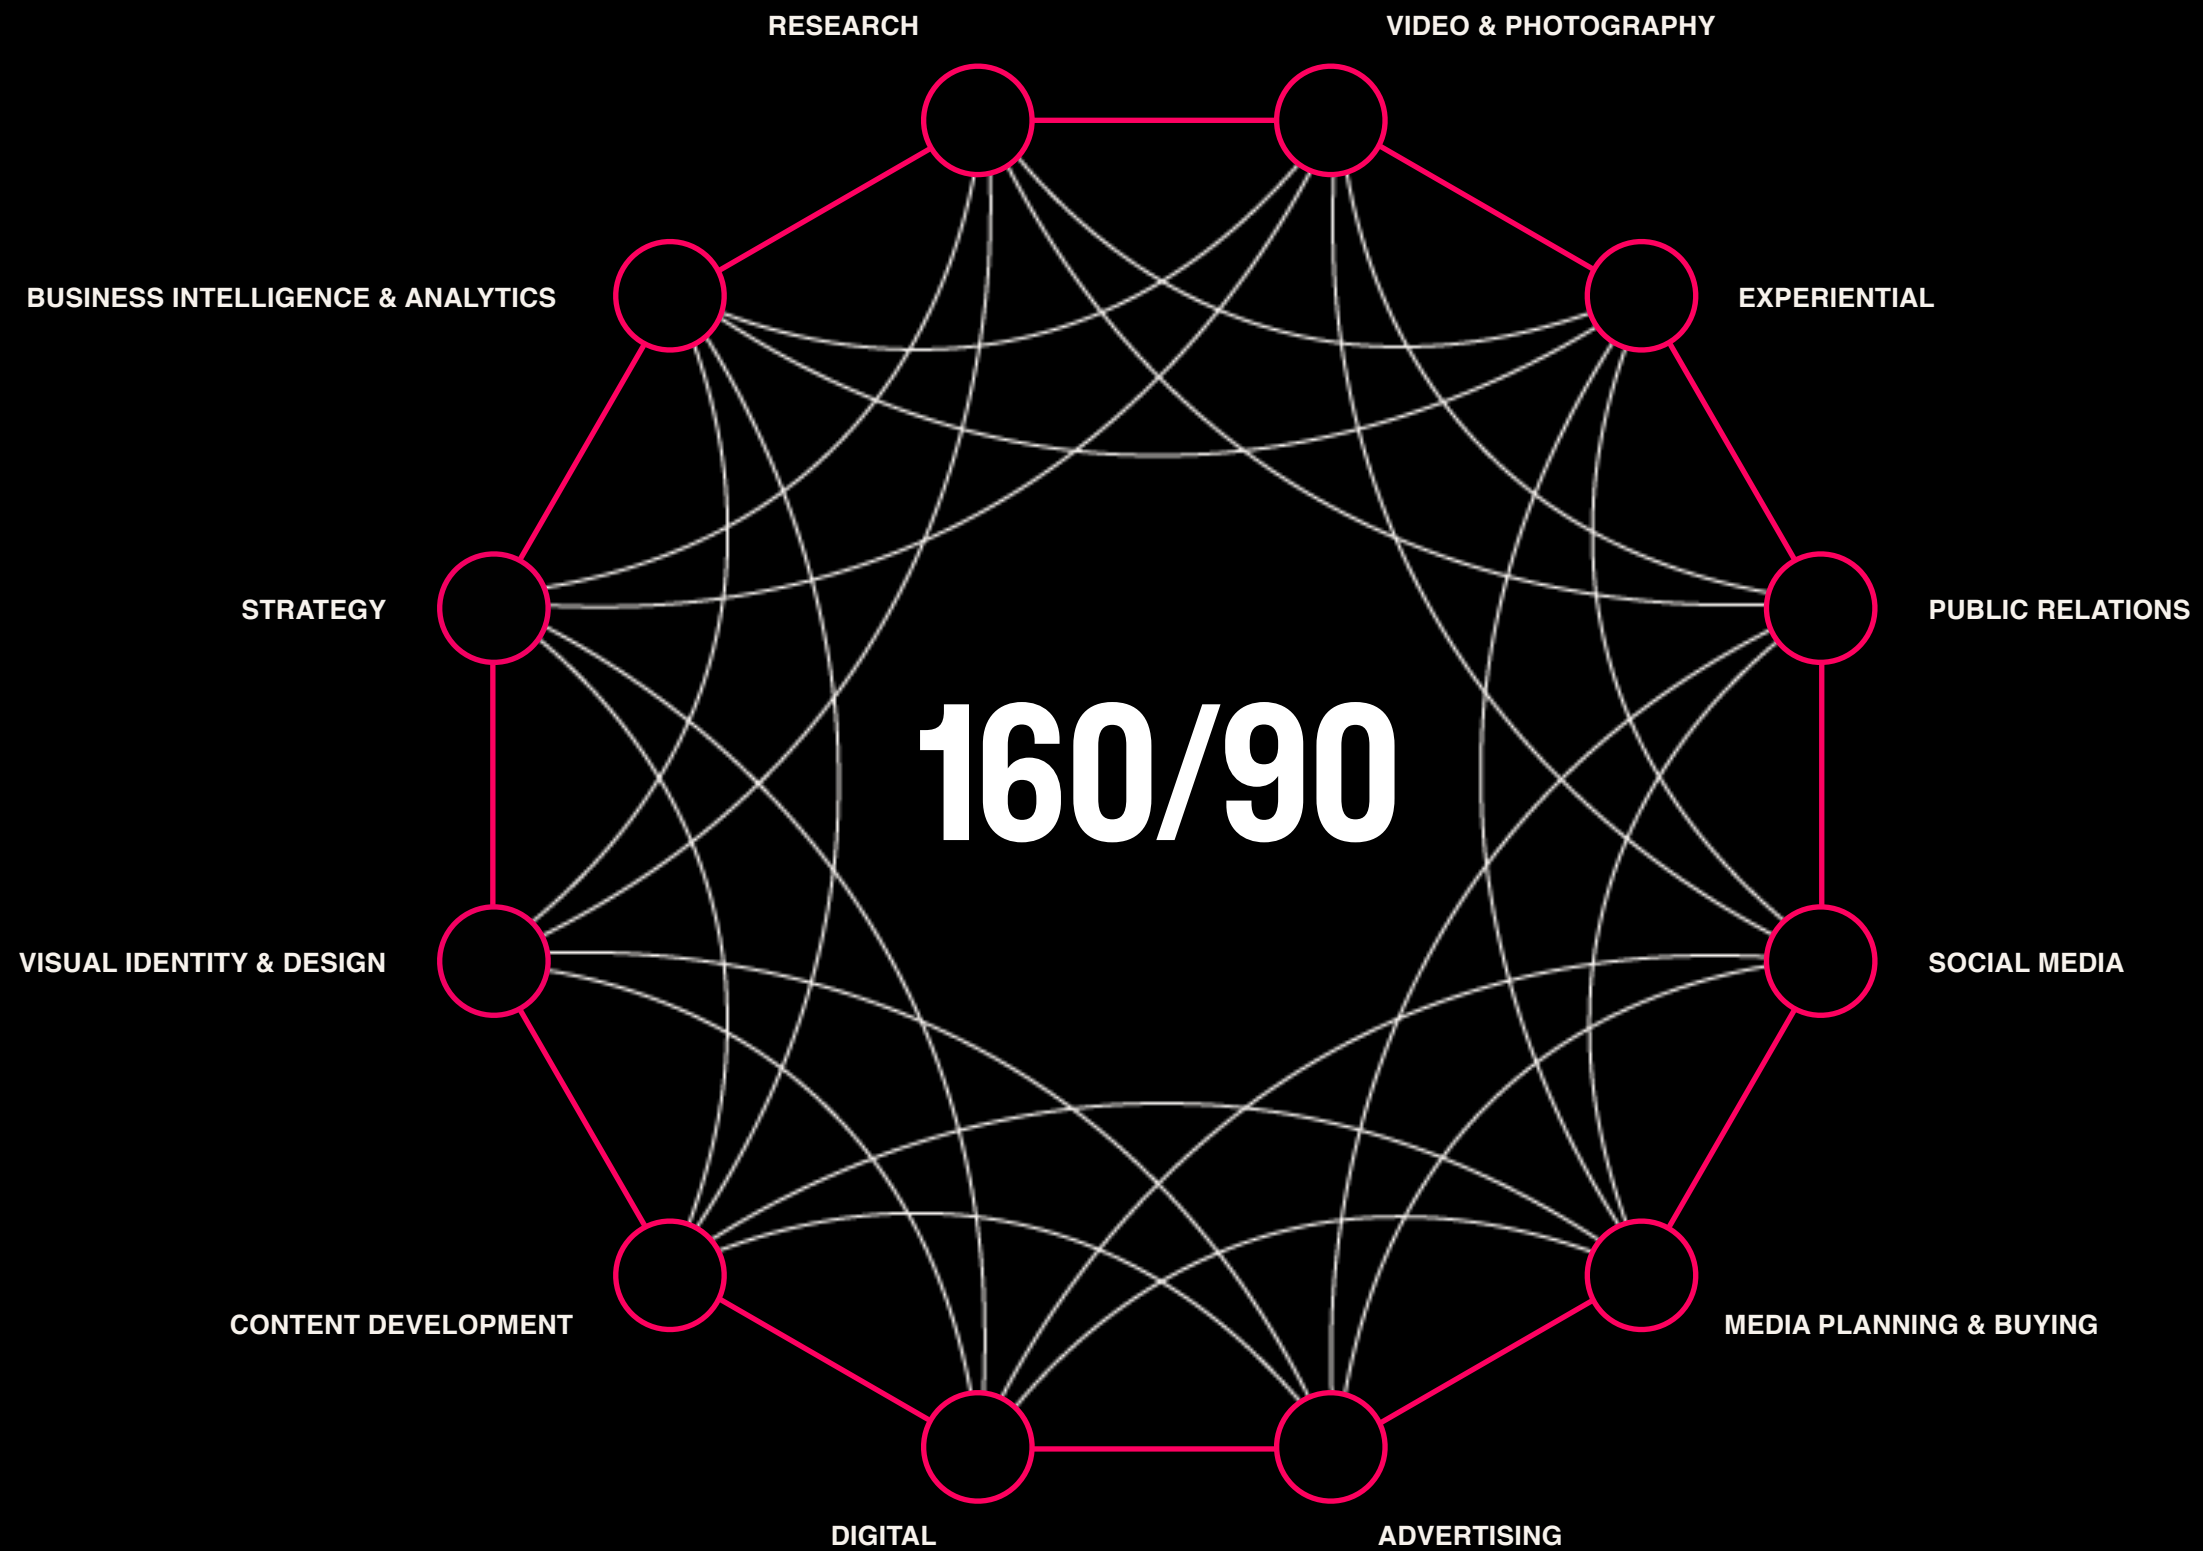 RESEARCH
VIDEO & PHOTOGRAPHY
BUSINESS INTELLIGENCE & ANALYTICS
EXPERIENTIAL
STRATEGY
PUBLIC RELATIONS
160/90
VISUAL IDENTITY & DESIGN
SOCIAL MEDIA
CONTENT DEVELOPMENT
MEDIA PLANNING & BUYING
DIGITAL
ADVERTISING